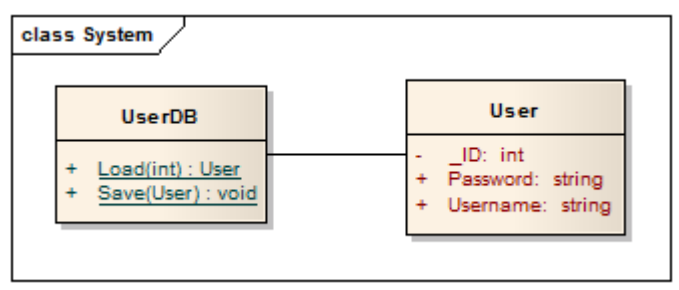 class System
UserDB
+ Load(int) : User
+ Save(User) : void
User
- _ID: int
+ Password: string
+ Username: string